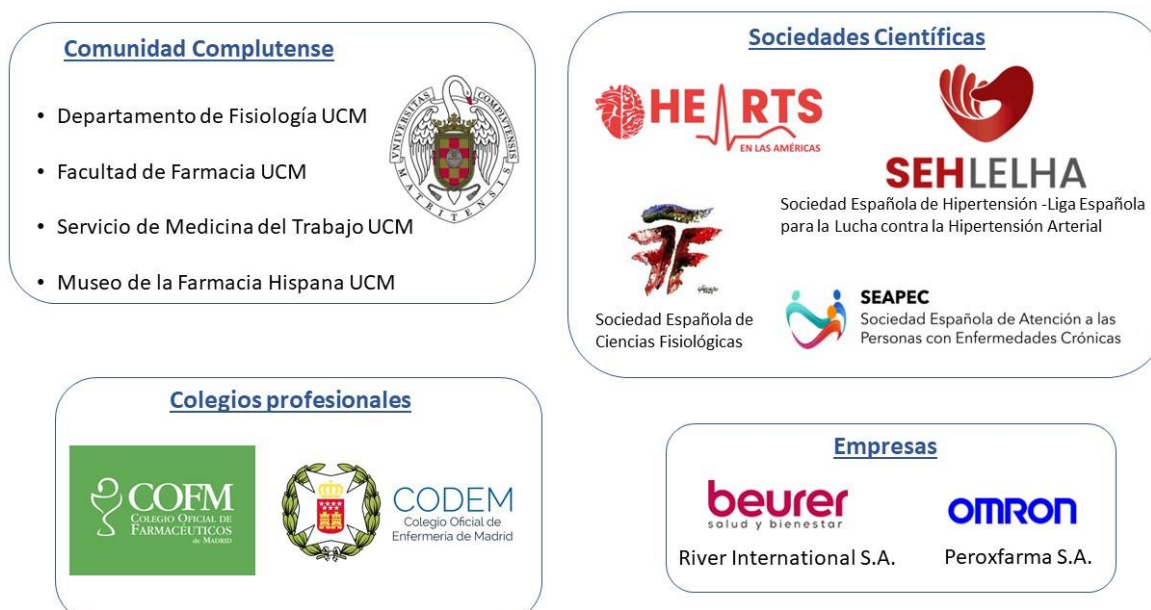 Comunidad Complutense
• Departamento de Fisiología UCM
• Facultad de Farmacia UCM
• Servicio de Medicina del Trabajo UCM
• Museo de la Farmacia Hispana UCM
UNIVERSITAS COMPLUTENSIS
MATRITENSIS
Sociedades Científicas
HEARTS
EN LAS AMÉRICAS
SEHLELHA
Sociedad Española de Hipertensión -Liga Española
para la Lucha contra la Hipertensión Arterial
Sociedad Española de
Ciencias Fisiológicas
SEAPEC
Sociedad Española de Atención a las
Personas con Enfermedades Crónicas
Colegios profesionales
COFM
COLEGIO OFICIAL DE
FARMACÉUTICOS
de MADRID
CODEM
Colegio Oficial de
Enfermería de Madrid
Empresas
beurer
salud y bienestar
River International S.A.
OMRON
Peroxfarma S.A.